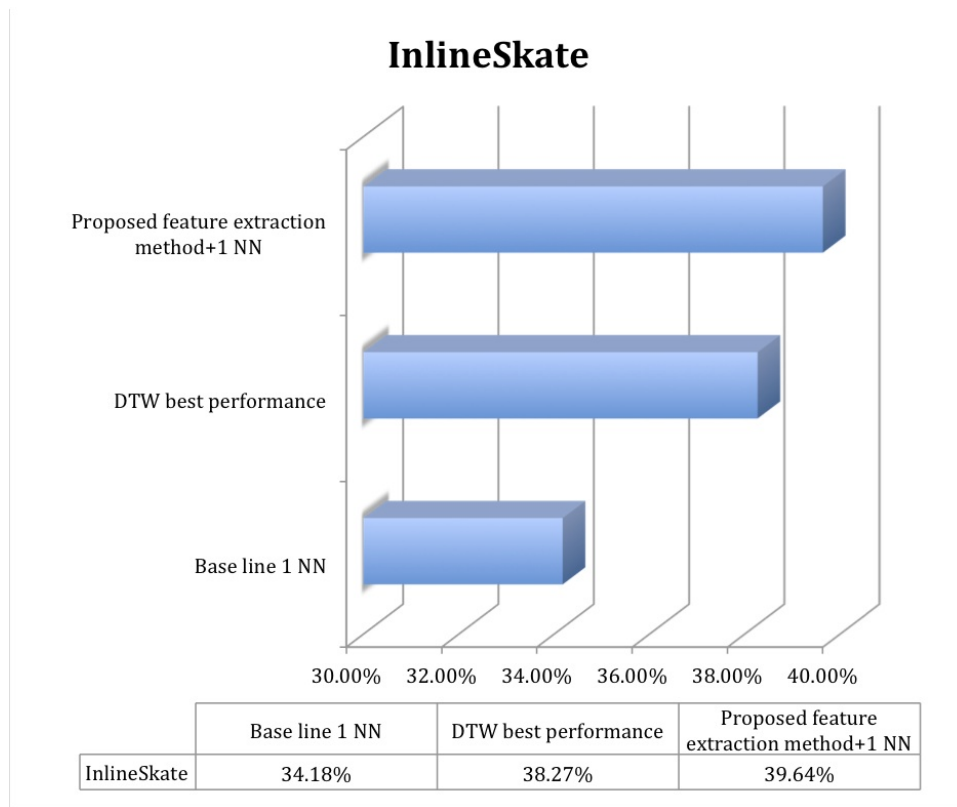 InlineSkate
Proposed feature extraction
method+1 NN
DTW best performance
Base line 1 NN
30.00% 32.00% 34.00% 36.00% 38.00% 40.00%
Base line 1 NN DTW best performance Proposed feature
extraction method+1 NN
InlineSkate 34.18% 38.27% 39.64%